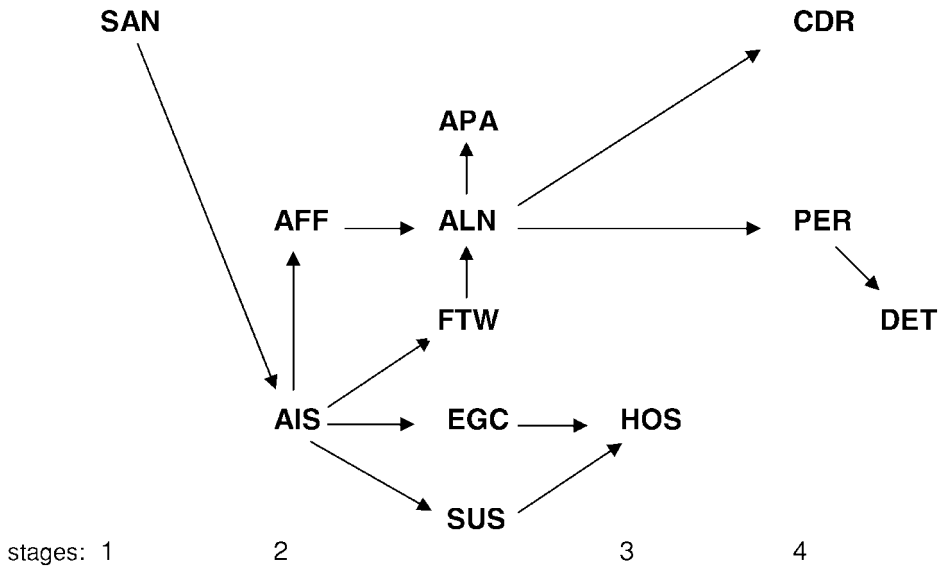 SAN CDR
APA
AFF ALN PER
FTW DET
AIS EGC HOS
SUS
stages: 1 2 3 4